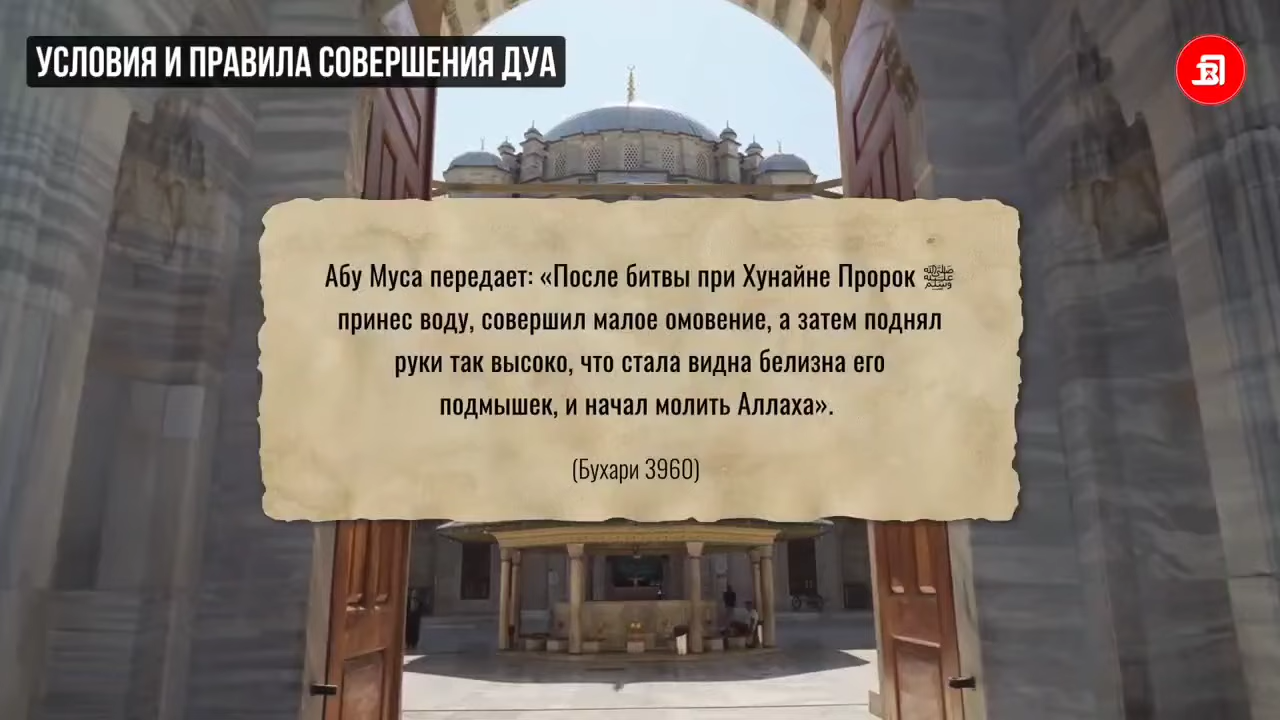 УСЛОВИЯ И ПРАВИЛА СОВЕРШЕНИЯ ДУА
Абу Муса передает: «После битвы при Хунайне Пророк ﷺ
принес воду, совершил малое омовение, а затем поднял
руки так высоко, что стала видна белизна его
подмышек, и начал молить Аллаха».
(Бухари 3960)